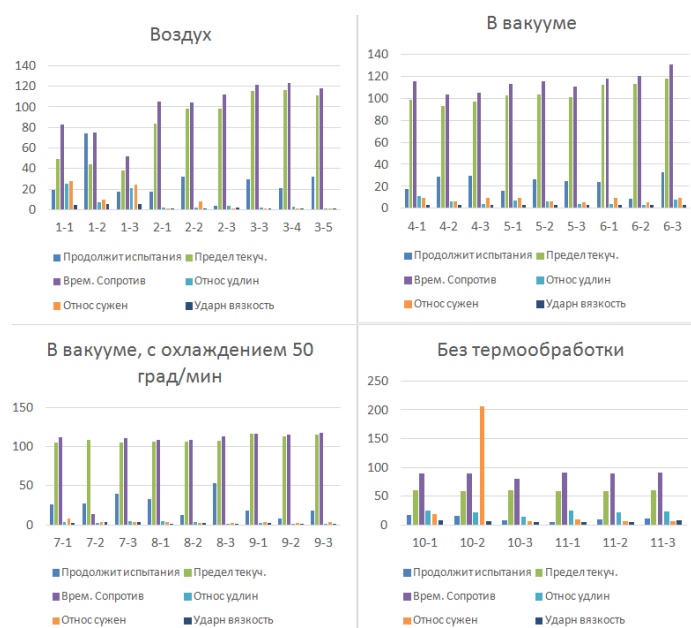 Воздух
140
120
100
80
60
40
20
0
1-1 1-2 1-3 2-1 2-2 2-3 3-3 3-4 3-5
Продолжит испытания Предел текуч.
Врем. Сопротив Относ удлин
Относ сужен Ударн вязкость
В вакууме
140
120
100
80
60
40
20
0
4-1 4-2 4-3 5-1 5-2 5-3 6-1 6-2 6-3
Продолжит испытания Предел текуч.
Врем. Сопротив Относ удлин
Относ сужен Ударн вязкость
В вакууме, с охлаждением 50
град/мин
150
100
50
0
7-1 7-2 7-3 8-1 8-2 8-3 9-1 9-2 9-3
Продолжит испытания Предел текуч.
Врем. Сопротив Относ удлин
Относ сужен Ударн вязкость
Без термообработки
250
200
150
100
50
0
10-1 10-2 10-3 11-1 11-2 11-3
Продолжит испытания Предел текуч.
Врем. Сопротив Относ удлин
Относ сужен Ударн вязкость